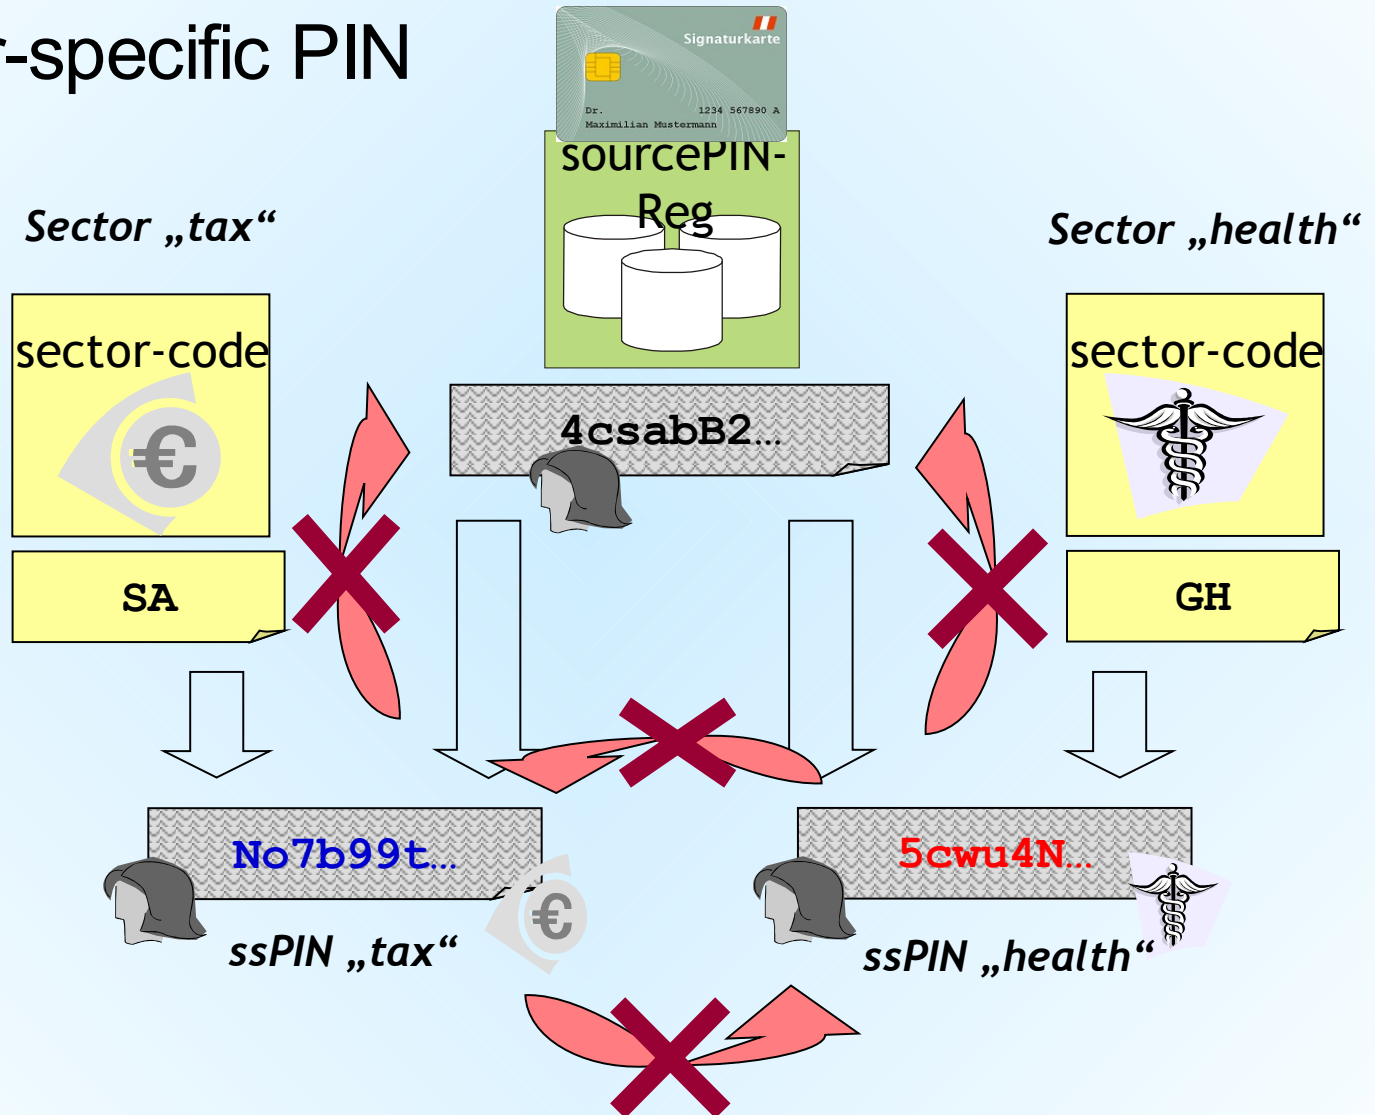 r-specific PIN
Signaturkarte
Dr. 1234 567890 A
Maximilian Mustermann
sourcePIN-
Reg
Sector „tax“
Sector „health“
sector-code
sector-code
€
4csabB2…
SA
GH
No7b99t…
5cwu4N…
€
ssPIN „tax“
ssPIN „health“